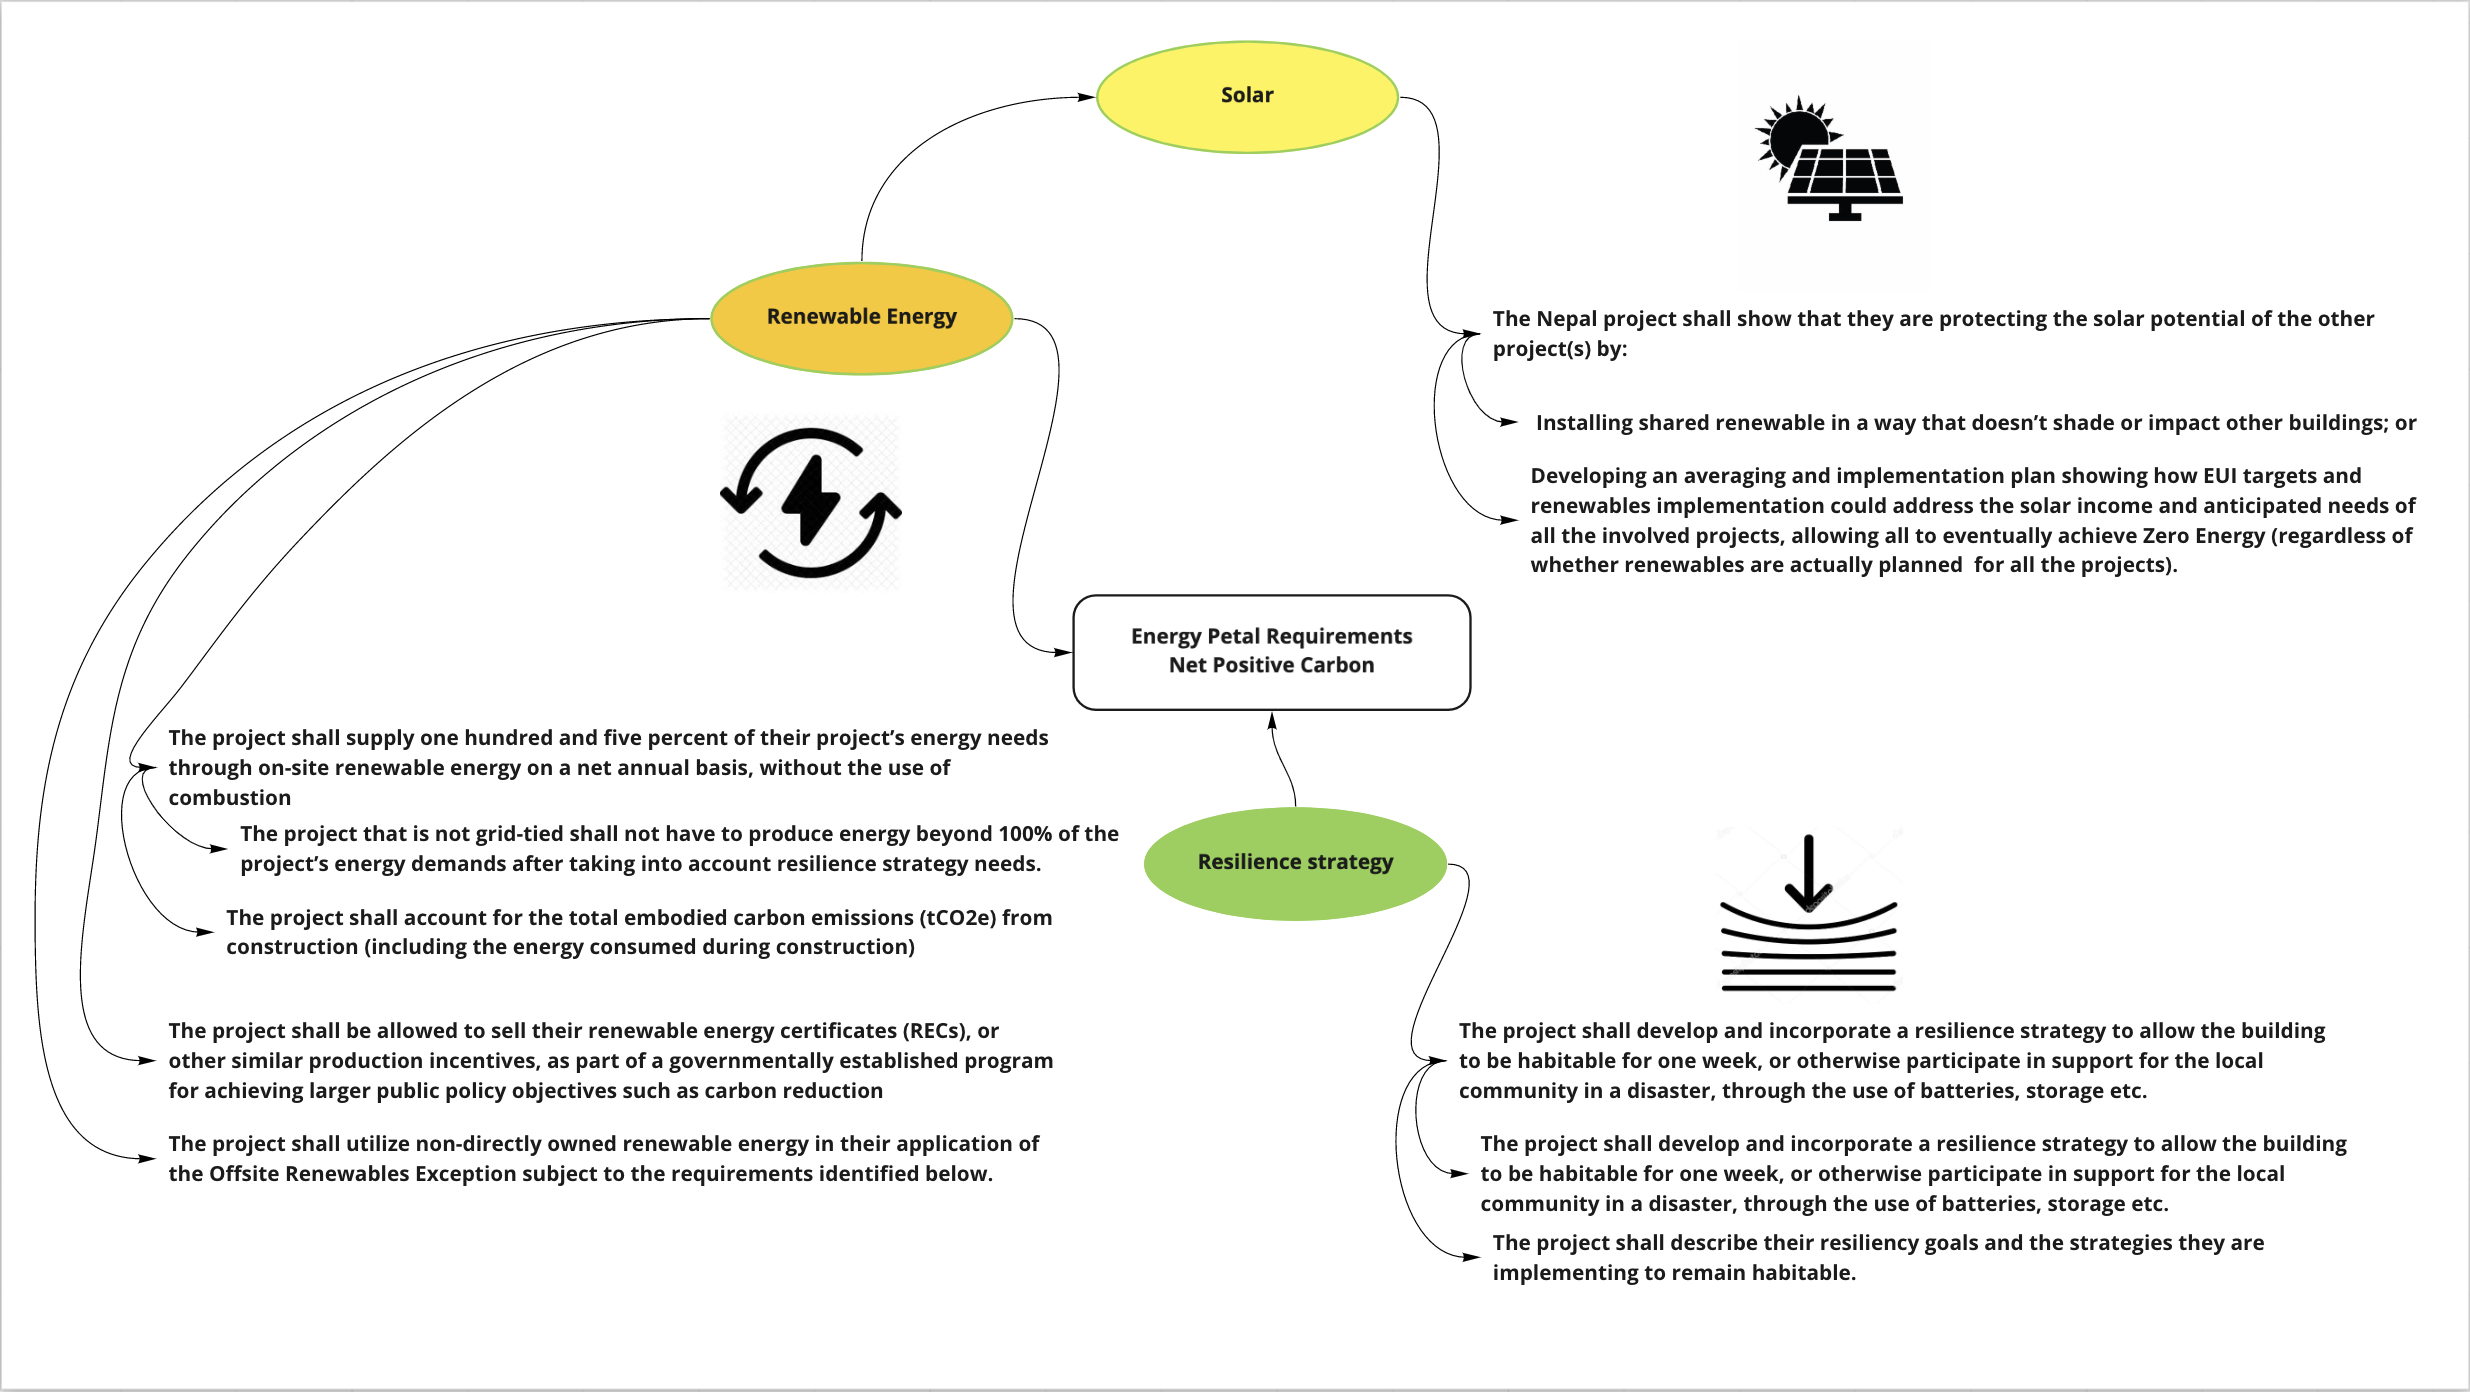 Solar
Renewable Energy
The Nepal project shall show that they are protecting the solar potential of the other
project(s) by:
Installing shared renewable in a way that doesn’t shade or impact other buildings; or
Developing an averaging and implementation plan showing how EUI targets and
renewables implementation could address the solar income and anticipated needs of
all the involved projects, allowing all to eventually achieve Zero Energy (regardless of
whether renewables are actually planned  for all the projects).
Energy Petal Requirements
Net Positive Carbon
The project shall supply one hundred and five percent of their project’s energy needs
through on-site renewable energy on a net annual basis, without the use of
combustion
The project that is not grid-tied shall not have to produce energy beyond 100% of the
project’s energy demands after taking into account resilience strategy needs.
The project shall account for the total embodied carbon emissions (tCO2e) from
construction (including the energy consumed during construction)
The project shall be allowed to sell their renewable energy certificates (RECs), or
other similar production incentives, as part of a governmentally established program
for achieving larger public policy objectives such as carbon reduction
The project shall utilize non-directly owned renewable energy in their application of
the Offsite Renewables Exception subject to the requirements identified below.
Resilience strategy
The project shall develop and incorporate a resilience strategy to allow the building
to be habitable for one week, or otherwise participate in support for the local
community in a disaster, through the use of batteries, storage etc.
The project shall develop and incorporate a resilience strategy to allow the building
to be habitable for one week, or otherwise participate in support for the local
community in a disaster, through the use of batteries, storage etc.
The project shall describe their resiliency goals and the strategies they are
implementing to remain habitable.